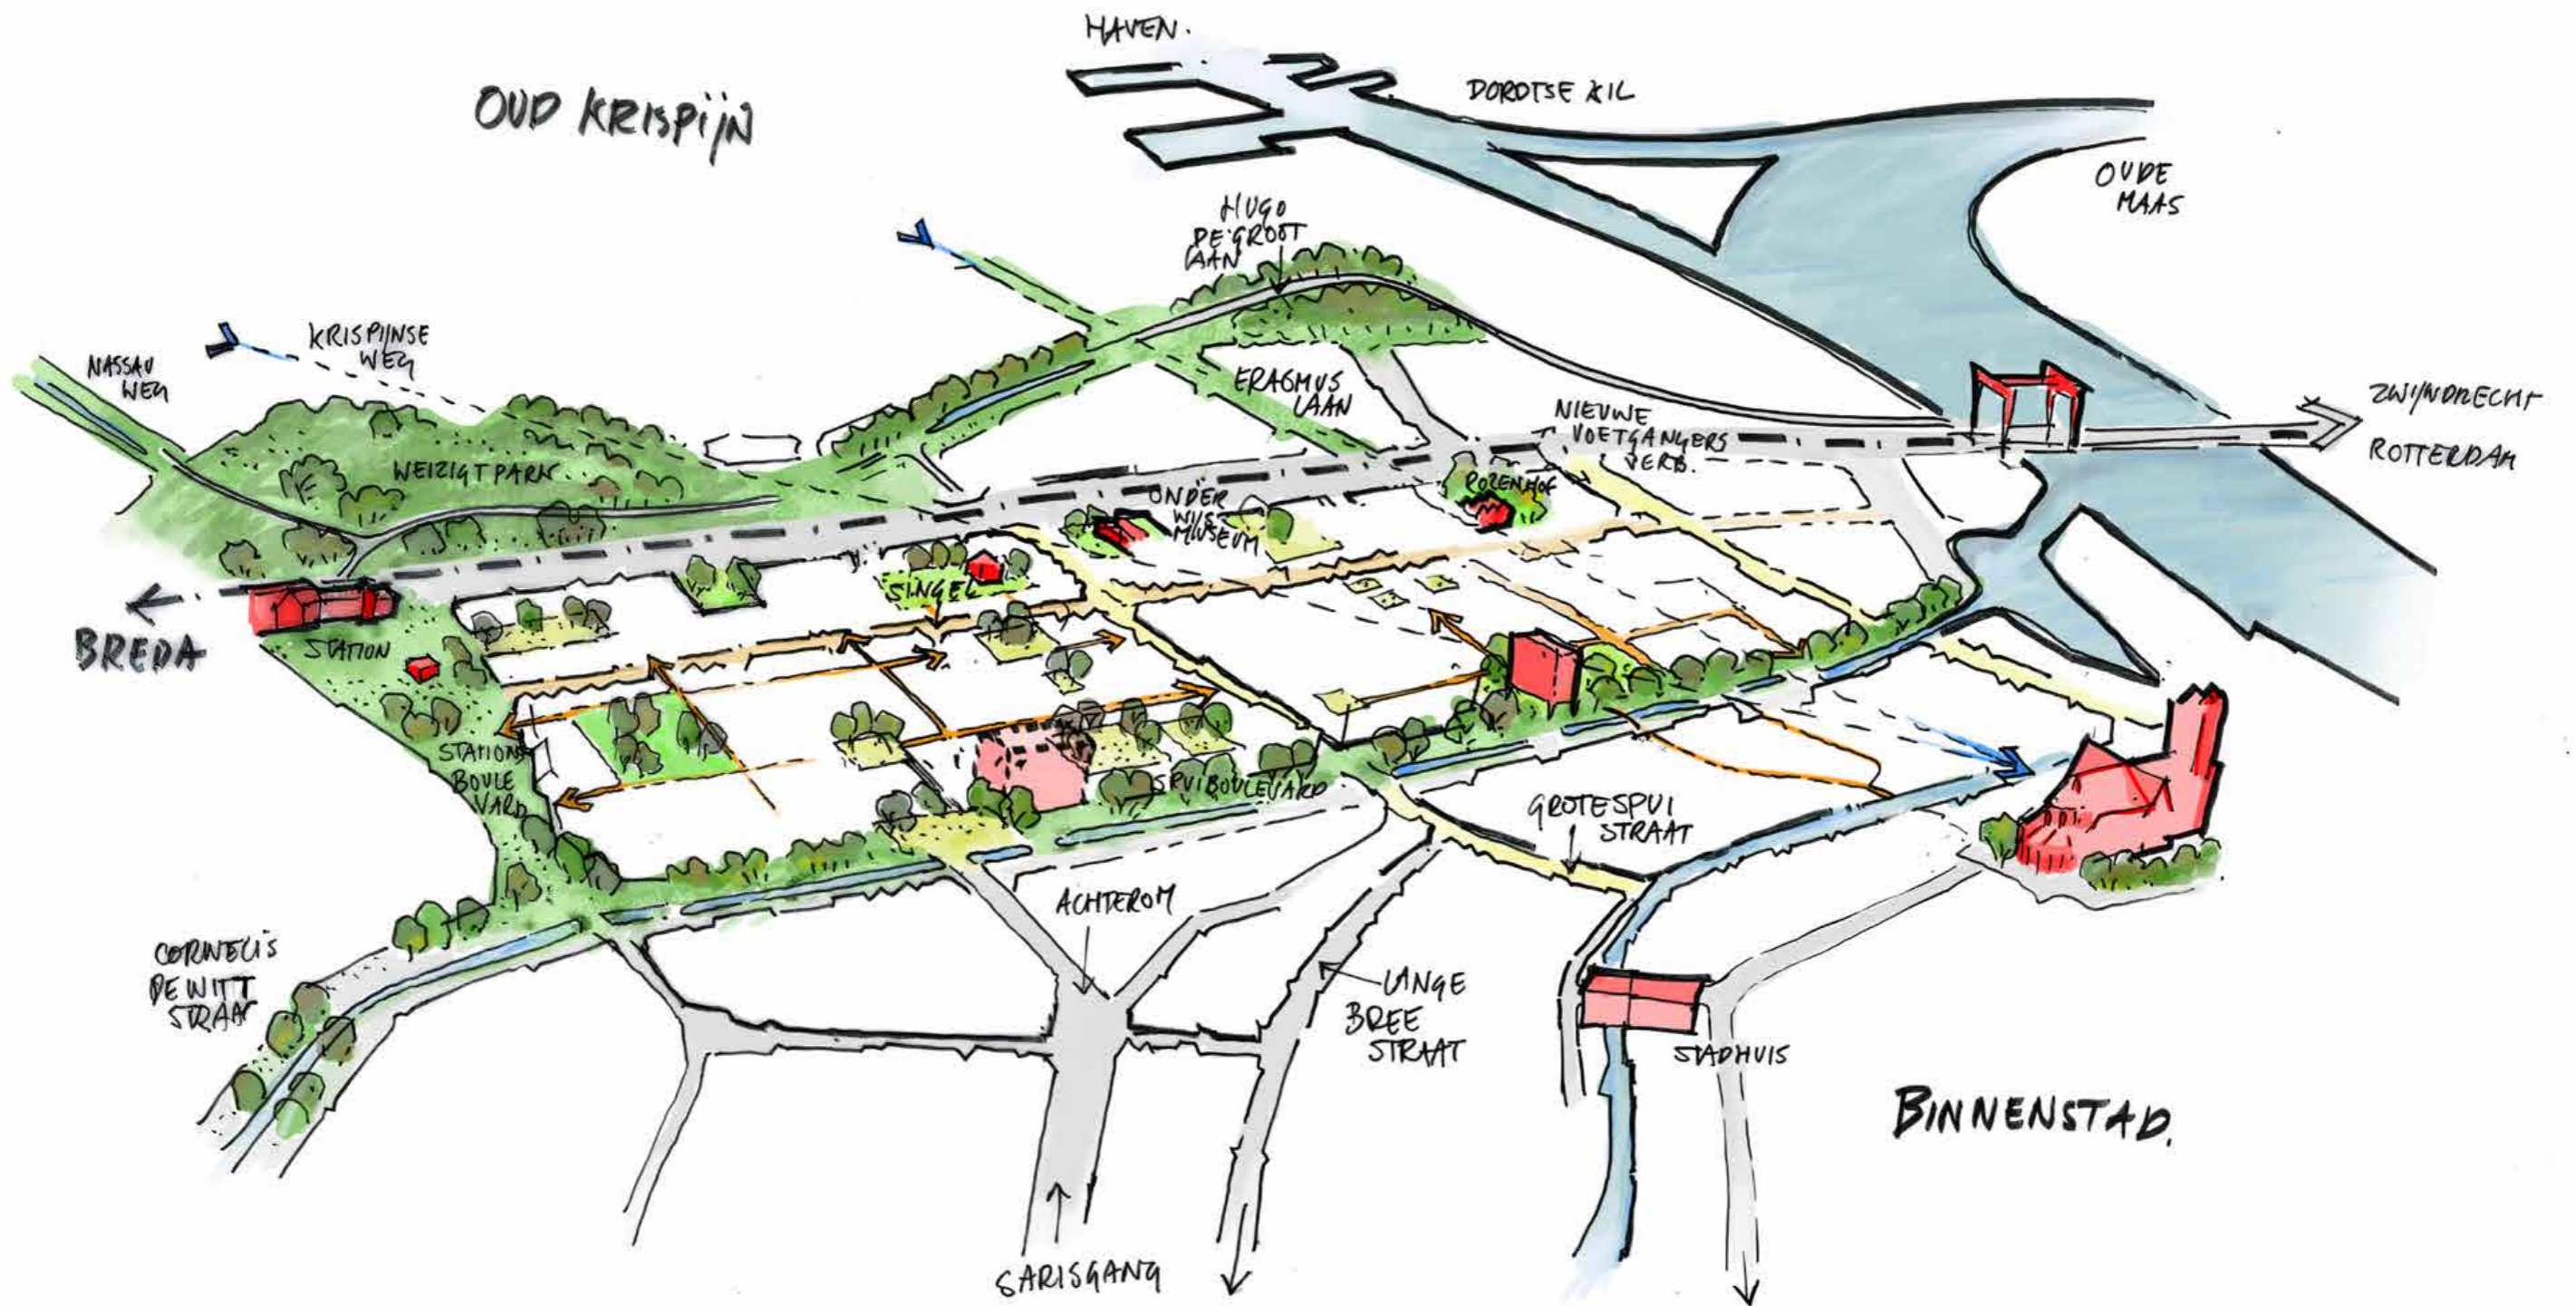 HAVEN.
DORDTSE KIL
OUD KRISPIJN
OUDE
MAAS
HUGO
DE GROOT
LAAN
KRISPIJNSE
WEG
NASSAU
WEG
ERASMUS
LAAN
NIEUWE
VOETGANGERS
VERB.
ZWIJNDRECHT
ROTTERDAM
WEIZIGTPARK.
ONDER
WIJS
MUSEUM
ROZENHOF
SINGEL
BREDA
STATION
STATIONS
BOULE
VARD
SPUIBOULEVARD
GROTESPUI
STRAAT
ACHTEROM
CORNELIS
DE WITT
STRAAT
LANGE
BREE
STRAAT
STADHUIS
BINNENSTAD.
SARISGANG